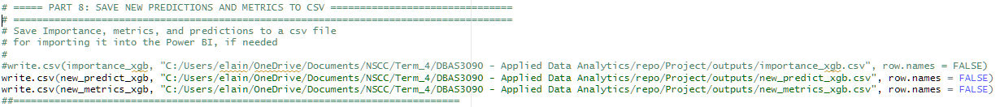 # ===== PART 8: SAVE NEW PREDICTIONS AND METRICS TO CSV ==============================
# ==================================================================================
# Save Importance, metrics, and predictions to a csv file
# for importing it into the Power BI, if needed
#
#write.csv(importance_xgb, "C:/Users/elain/OneDrive/Documents/NSCC/Term_4/DBAS3090 - Applied Data Analytics/repo/Project/outputs/importance_xgb.csv", row.names = FALSE)
write.csv(new_predict_xgb, "C:/Users/elain/OneDrive/Documents/NSCC/Term_4/DBAS3090 - Applied Data Analytics/repo/Project/outputs/new_predict_xgb.csv", row.names = FALSE)
write.csv(new_metrics_xgb, "C:/Users/elain/OneDrive/Documents/NSCC/Term_4/DBAS3090 - Applied Data Analytics/repo/Project/outputs/new_metrics_xgb.csv", row.names = FALSE)
##=========================================================================